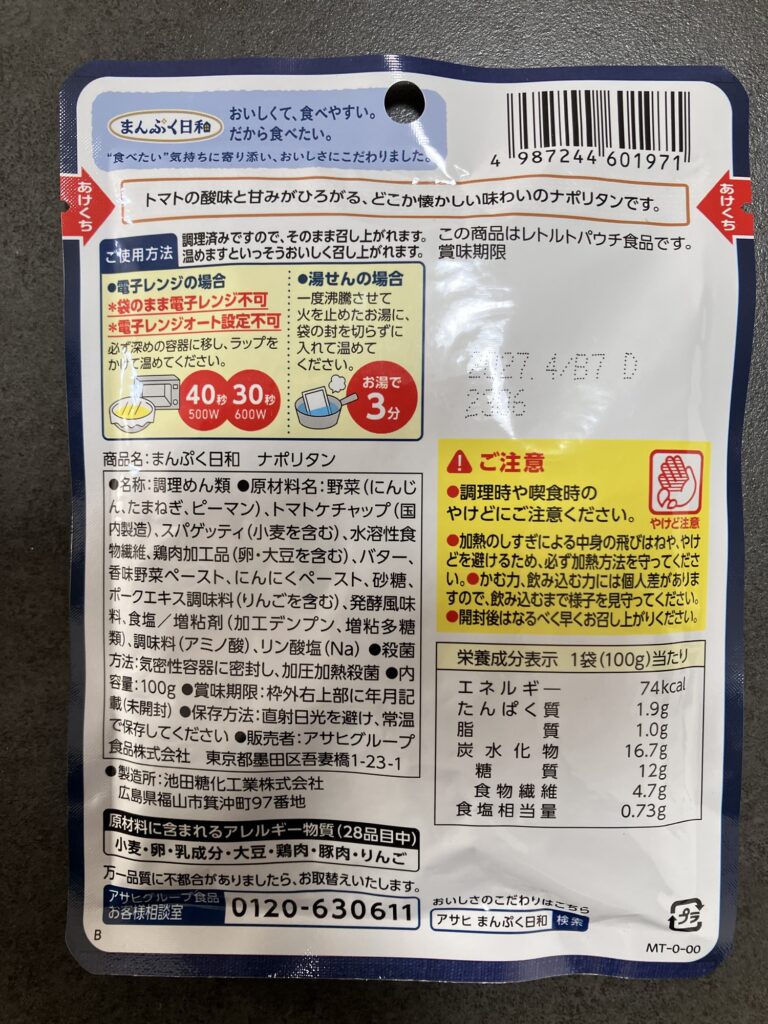 まんぷく日和
おいしくて、食べやすい。
だから食べたい。
"食べたい"気持ちに寄り添い、おいしさにこだわりました。
4 987244 601971
あけくち
あけくち
トマトの酸味と甘みがひろがる、どこか懐かしい味わいのナポリタンです。
ご使用方法
調理済みですので、そのまま召し上がれます。
温めますといっそうおいしく召し上がれます。
●電子レンジの場合
*袋のまま電子レンジ不可
*電子レンジオート設定不可
必ず深めの容器に移し、ラップを
かけて温めてください。
40秒
500W
30秒
600W
●湯せんの場合
一度沸騰させて
火を止めたお湯に、
袋の封を切らずに
入れて温めて
ください。
お湯で
3分
この商品はレトルトパウチ食品です。
賞味期限
2027. 4/B7 D
商品名:まんぷく日和 ナポリタン
●名称:調理めん類 ●原材料名:野菜(にんじ
ん、たまねぎ、ピーマン)、トマトケチャップ(国
内製造)、スパゲッティ(小麦を含む)、水溶性食
物繊維、鶏肉加工品(卵・大豆を含む)、バター、
香味野菜ペースト、にんにくペースト、砂糖、
ポークエキス調味料(りんごを含む)、発酵風味
料、食塩/増粘剤(加工デンプン、増粘多糖
類)、調味料(アミノ酸)、リン酸塩(Na) ●殺菌
方法:気密性容器に密封し、加圧加熱殺菌 ●内
容量:100g ●賞味期限:枠外右上部に年月記
載(未開封) ●保存方法:直射日光を避け、常温
で保存してください ●販売者:アサヒグループ
食品株式会社 東京都墨田区吾妻橋1-23-1
●製造所:池田糖化工業株式会社
広島県福山市箕沖町97番地
原材料に含まれるアレルギー物質(28品目中)
小麦・卵・乳成分・大豆・鶏肉・豚肉・りんご
万一品質に不都合がありましたら、お取替えいたします。
アサヒグループ食品
お客様相談室
0120-630611
B
ご注意
●調理時や喫食時の
やけどにご注意ください。
やけど注意
●加熱のしすぎによる中身の飛びはねや、やけ
どを避けるため、必ず加熱方法を守ってくださ
い。●かむ力、飲み込む力には個人差がありま
すので、飲み込むまで様子を見守ってください。
●開封後はなるべく早くお召し上がりください。
栄養成分表示 1袋(100g)当たり
エネルギー 74kcal
たんぱく質 1.9g
脂質 1.0g
炭水化物 16.7g
糖質 12g
食物繊維 4.7g
食塩相当量 0.73g
おいしさのこだわりはこちら
アサヒ まんぷく日和 検索
プラ
MT-0-00